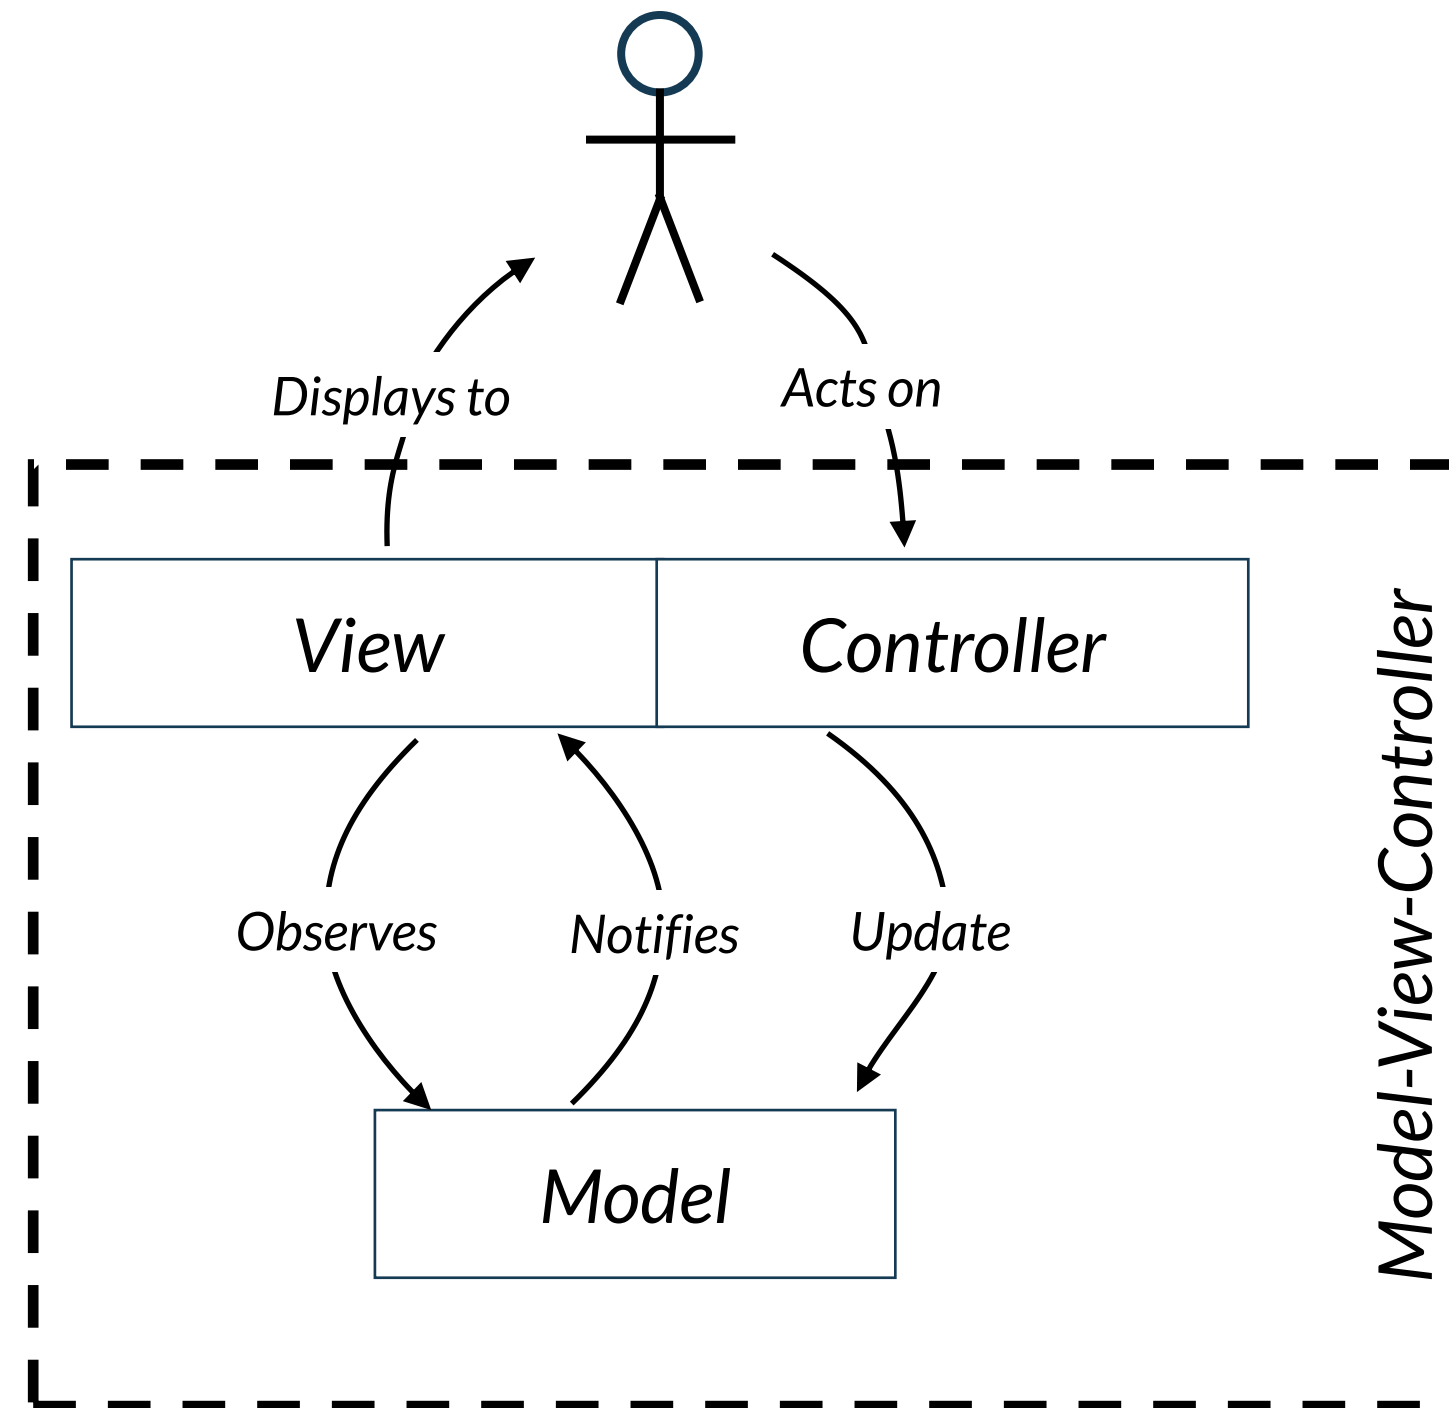 Displays to
Acts on
View
Controller
Observes
Notifies
Update
Model
Model-View-Controller